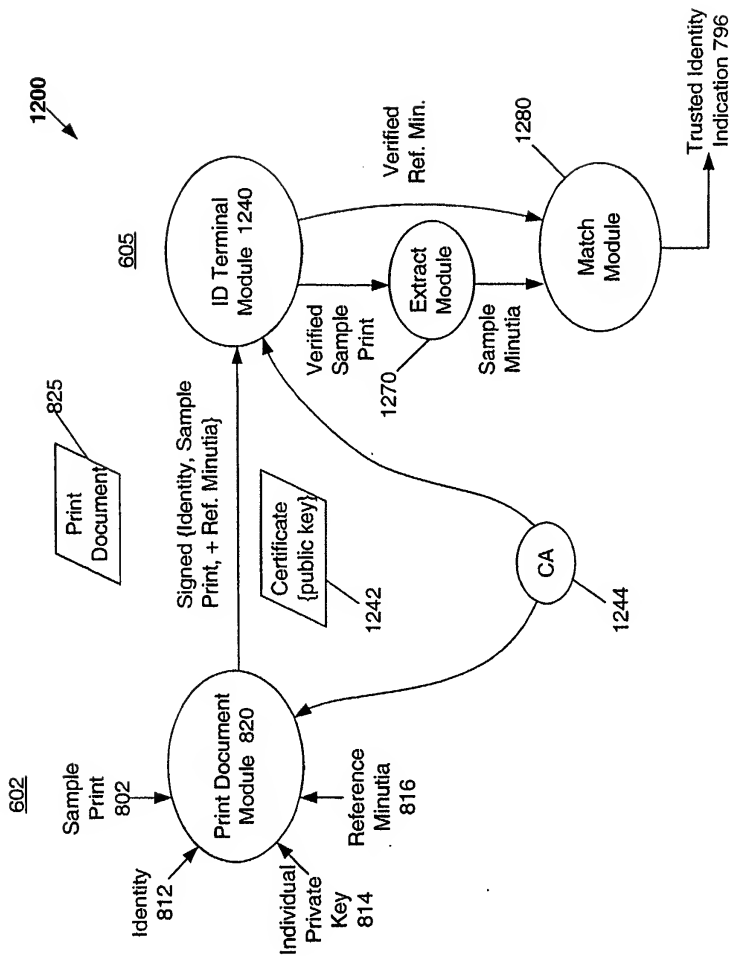 1200
602
605
Sample
Print
802
Identity
812
Individual
Private
Key
814
Reference
Minutia
816
Print Document
Module 820
Print
Document
825
Signed {Identity, Sample
Print, + Ref. Minutia}
Certificate
{public key}
1242
CA
1244
ID Terminal
Module 1240
Verified
Sample
Print
Verified
Ref. Min.
Extract
Module
1270
Sample
Minutia
Match
Module
1280
Trusted Identity
Indication 796